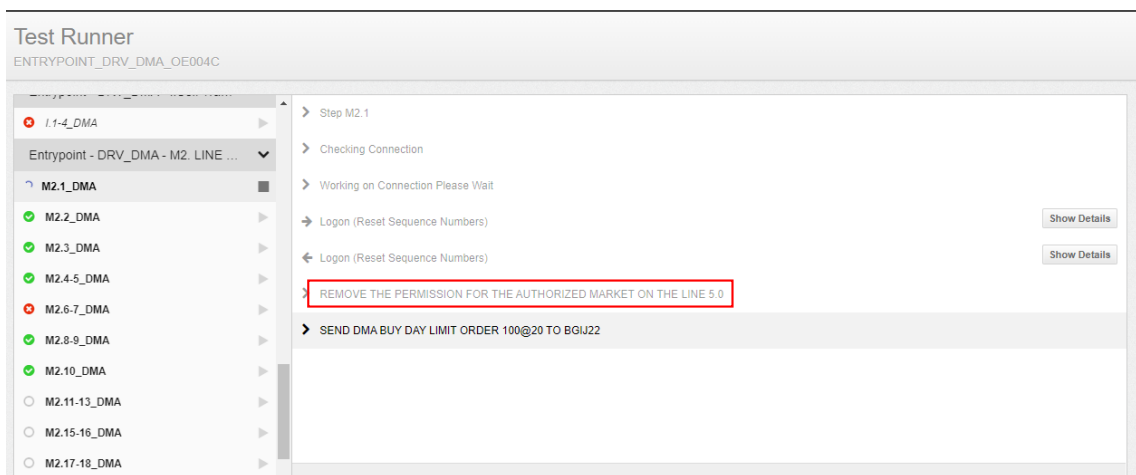 Test Runner
ENTRYPOINT_DRV_DMA_OE004C
I.1-4_DMA
Entrypoint - DRV_DMA - M2. LINE ...
M2.1_DMA
M2.2_DMA
M2.3_DMA
M2.4-5_DMA
M2.6-7_DMA
M2.8-9_DMA
M2.10_DMA
M2.11-13_DMA
M2.15-16_DMA
M2.17-18_DMA
Step M2.1
Checking Connection
Working on Connection Please Wait
Logon (Reset Sequence Numbers) Show Details
Logon (Reset Sequence Numbers) Show Details
REMOVE THE PERMISSION FOR THE AUTHORIZED MARKET ON THE LINE 5.0
SEND DMA BUY DAY LIMIT ORDER 100@20 TO BGIJ22